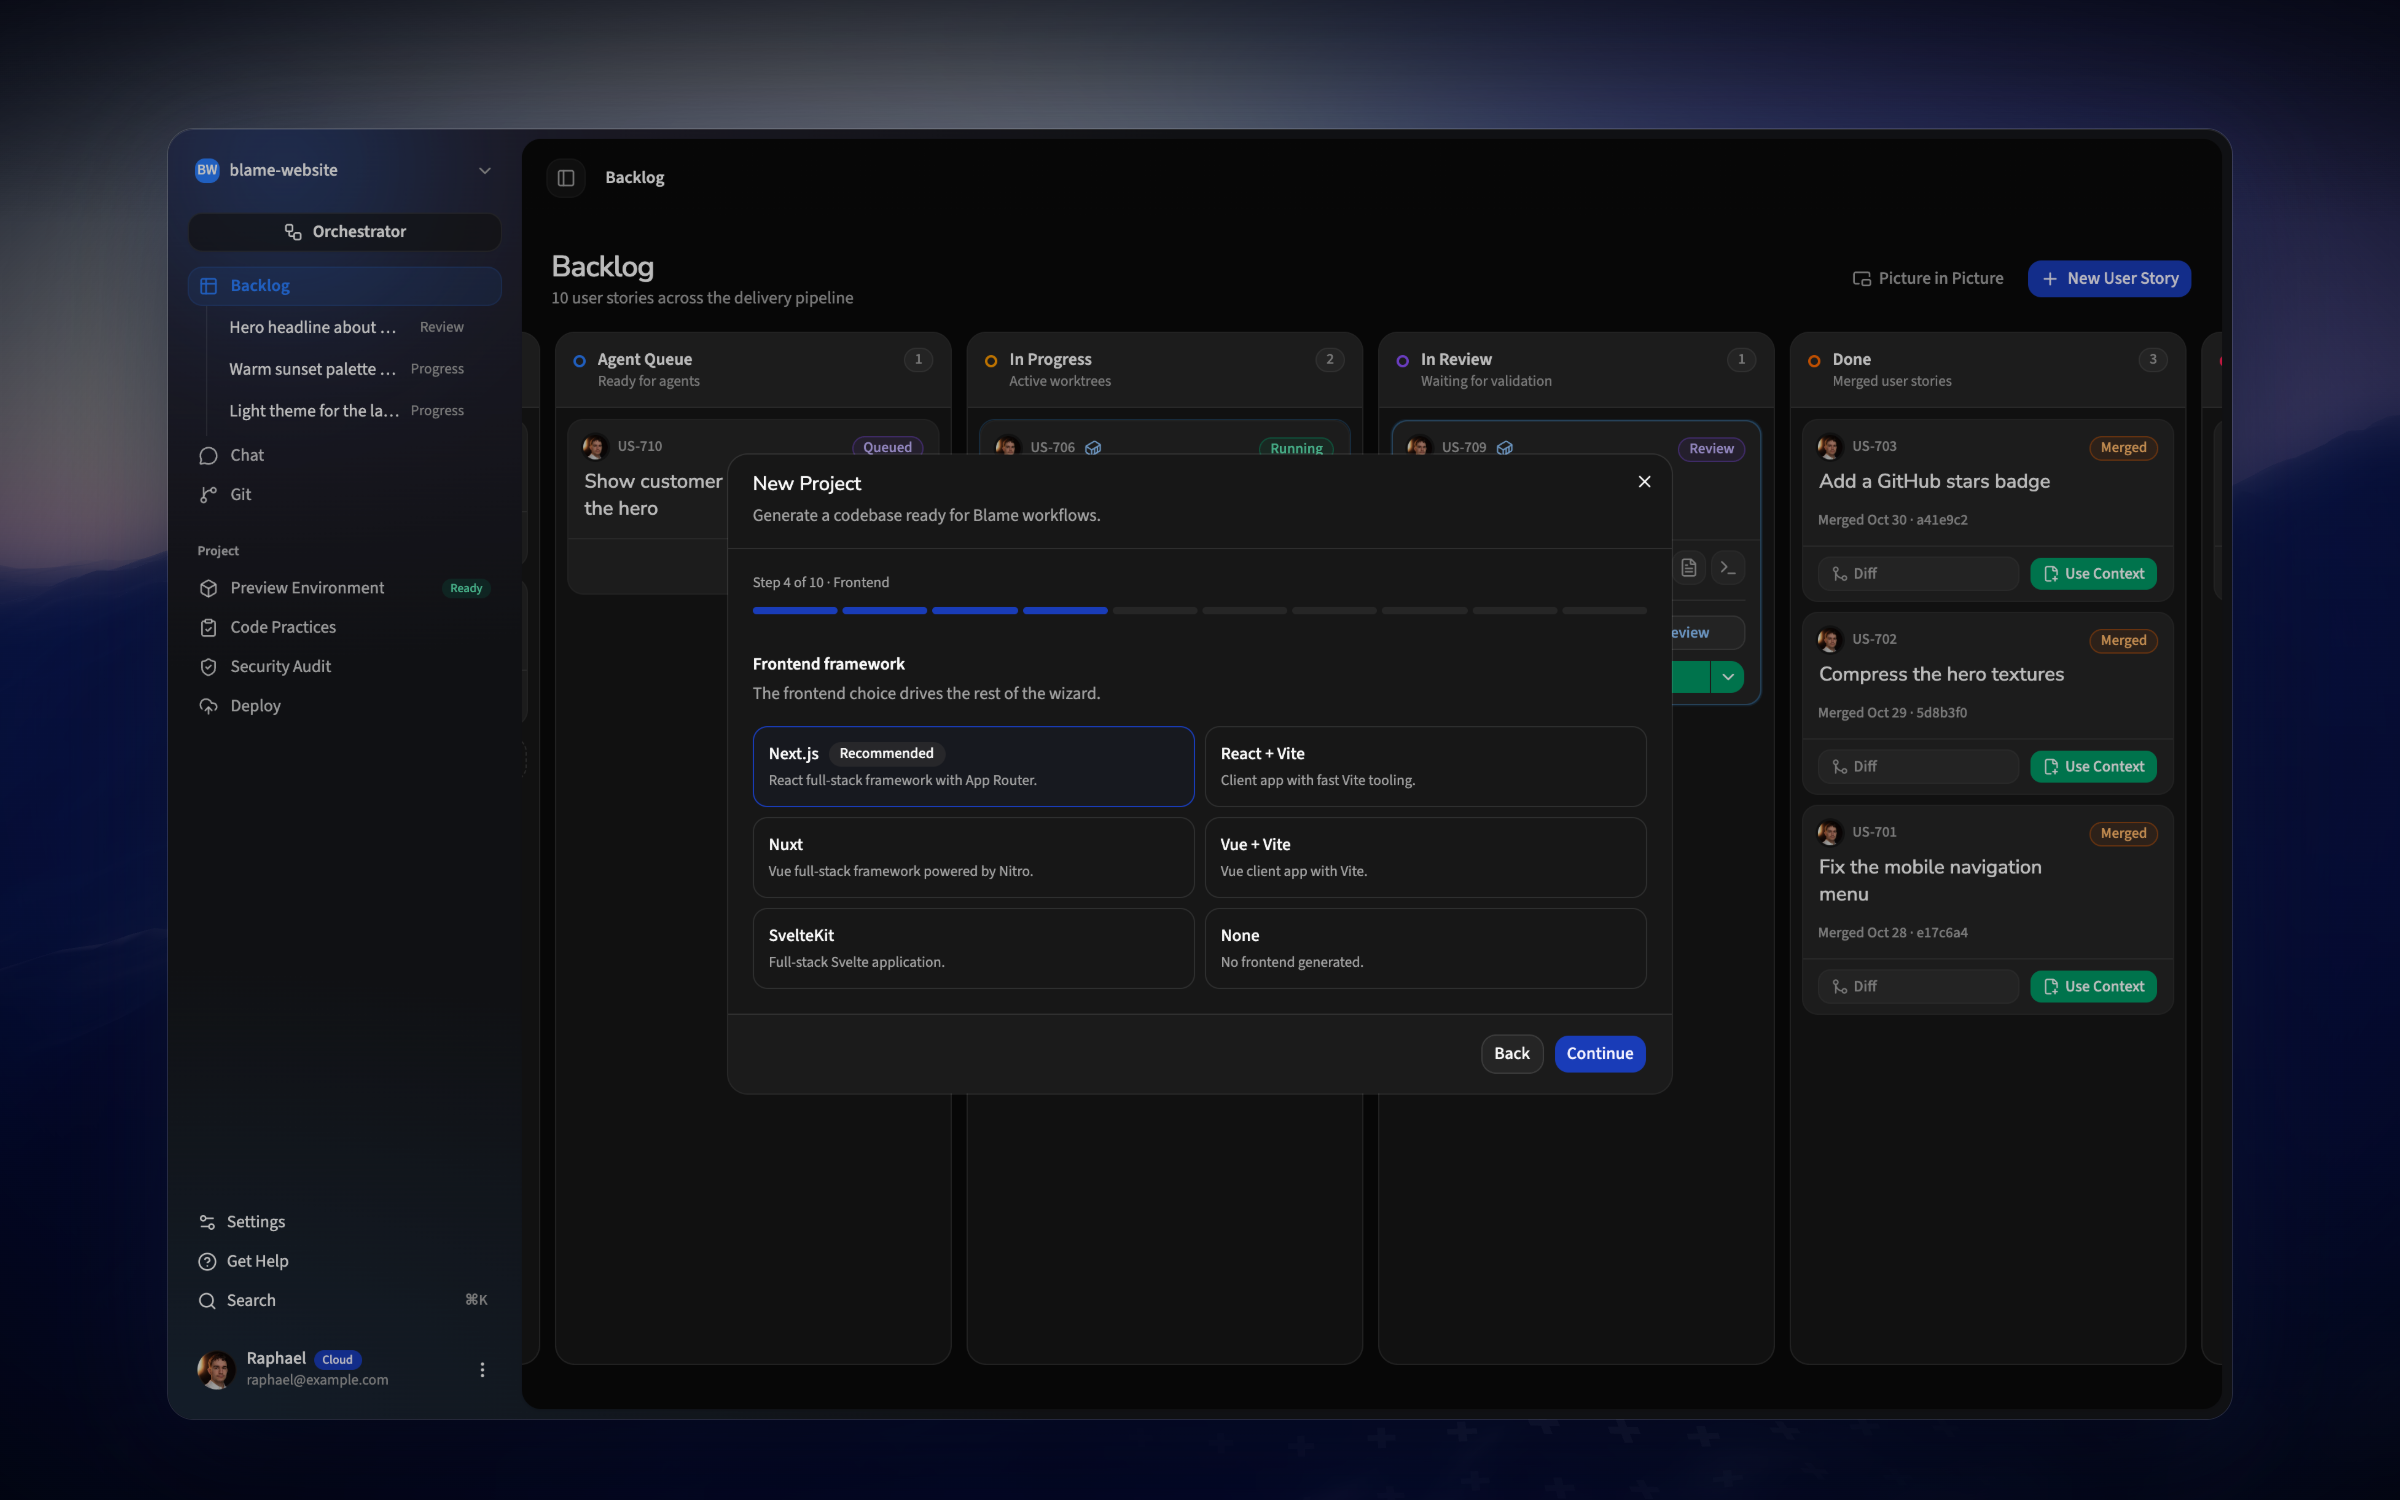 BW blame-website
Orchestrator
Backlog
Hero headline about ... Review
Warm sunset palette ... Progress
Light theme for the la... Progress
Chat
Git
Project
Preview Environment Ready
Code Practices
Security Audit
Deploy
Settings
Get Help
Search ⌘K
Raphael Cloud
raphael@example.com
Backlog
Backlog
10 user stories across the delivery pipeline
Picture in Picture
New User Story
Agent Queue 1
Ready for agents
US-710 Queued
Show customer
the hero
In Progress 2
Active worktrees
US-706 Running
In Review 1
Waiting for validation
US-709 Review
eview
Done 3
Merged user stories
US-703 Merged
Add a GitHub stars badge
Merged Oct 30 · a41e9c2
Diff Use Context
US-702 Merged
Compress the hero textures
Merged Oct 29 · 5d8b3f0
Diff Use Context
US-701 Merged
Fix the mobile navigation
menu
Merged Oct 28 · e17c6a4
Diff Use Context
New Project
Generate a codebase ready for Blame workflows.
Step 4 of 10 · Frontend
Frontend framework
The frontend choice drives the rest of the wizard.
Next.js Recommended
React full-stack framework with App Router.
React + Vite
Client app with fast Vite tooling.
Nuxt
Vue full-stack framework powered by Nitro.
Vue + Vite
Vue client app with Vite.
SvelteKit
Full-stack Svelte application.
None
No frontend generated.
Back
Continue